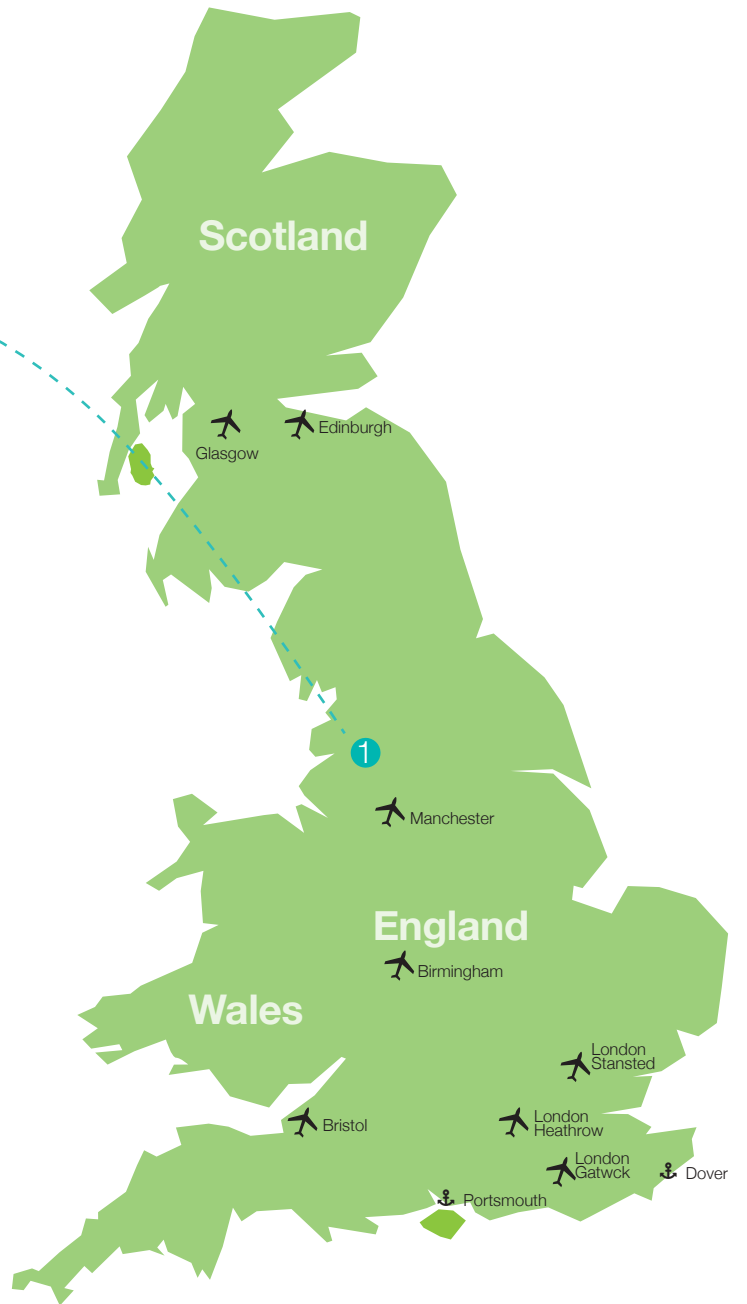 Scotland
Edinburgh
Glasgow
1
Manchester
England
Birmingham
Wales
London
Stansted
Bristol
London
Heathrow
London
Gatwck
Dover
Portsmouth